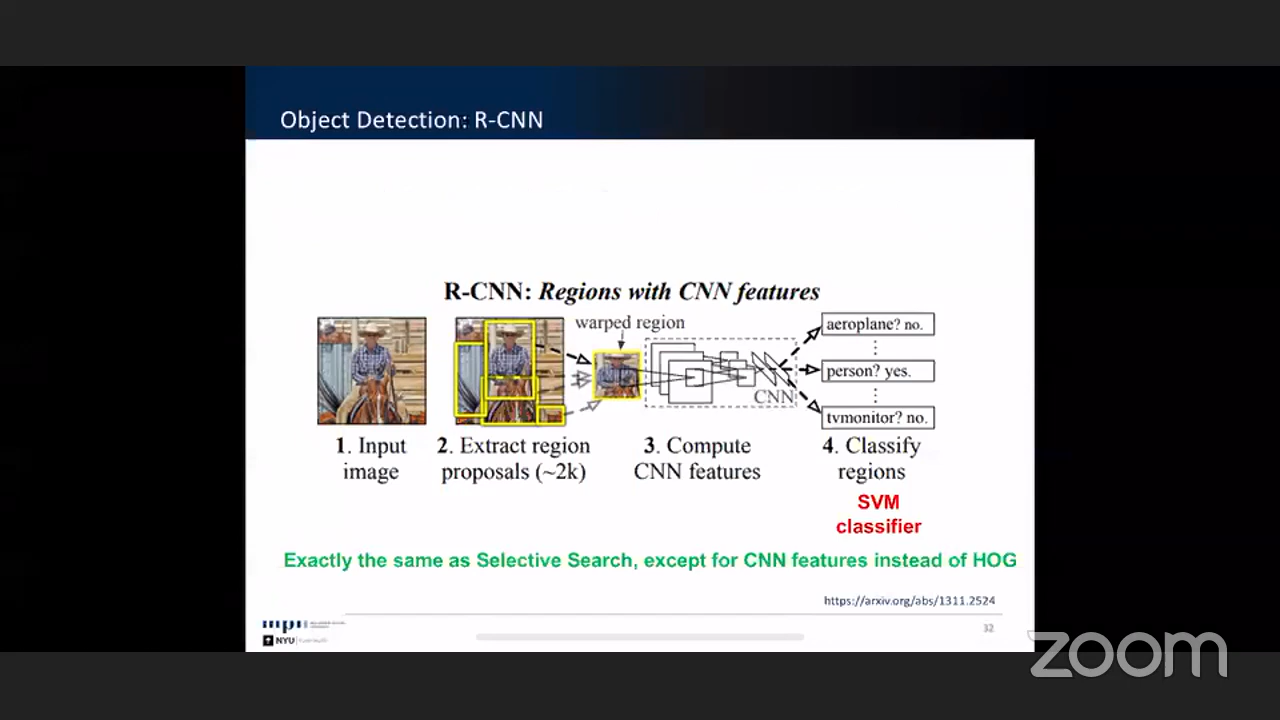 Object Detection: R-CNN
R-CNN: Regions with CNN features
warped region
aeroplane? no.
person? yes.
CNN
tvmonitor? no.
1. Input
image
2. Extract region
proposals (~2k)
3. Compute
CNN features
4. Classify
regions
SVM
classifier
Exactly the same as Selective Search, except for CNN features instead of HOG
https://arxiv.org/abs/1311.2524
32
NYU
zoom